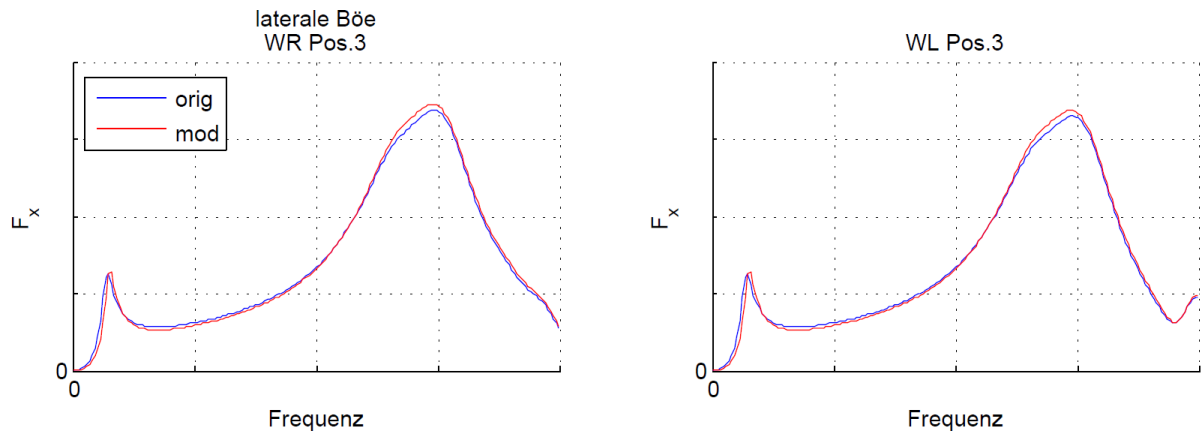 laterale Böe
WR Pos.3
orig
mod
F x
0
0
Frequenz
WL Pos.3
F x
0
0
Frequenz